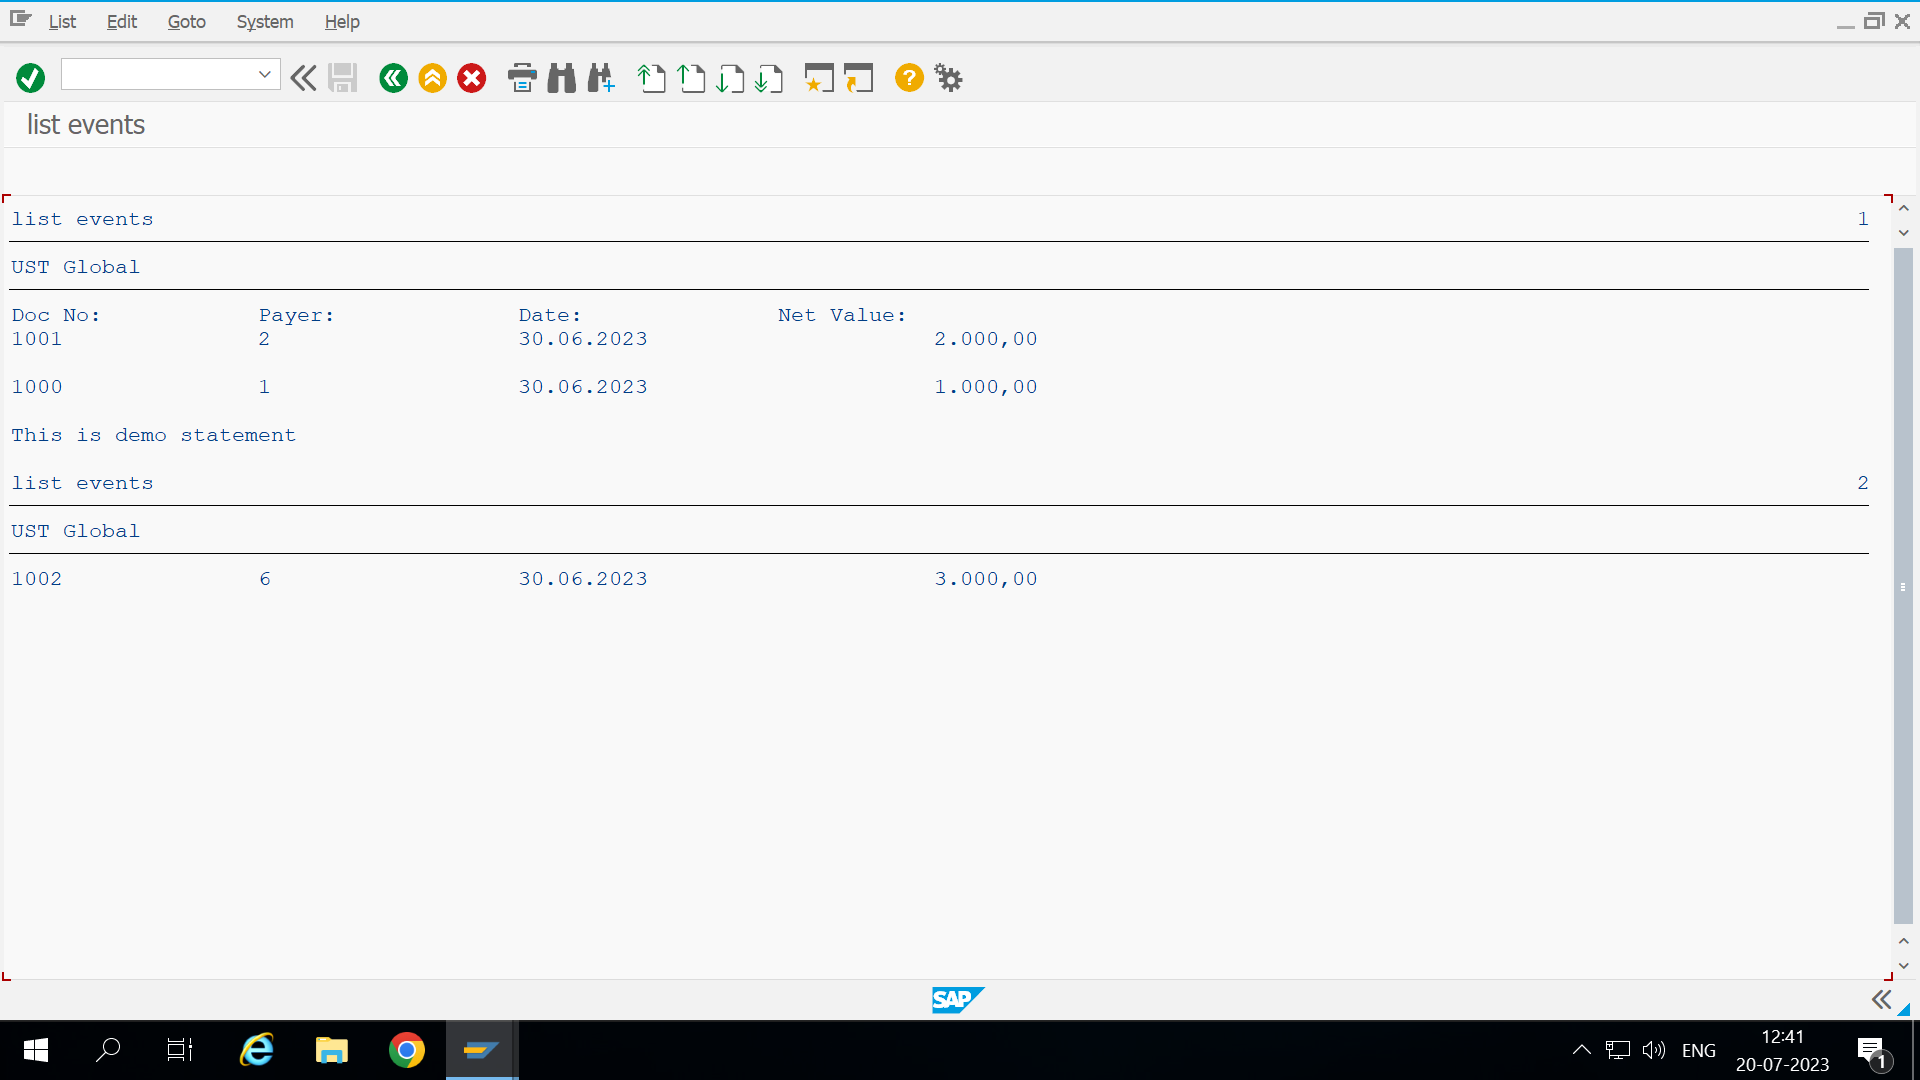 List Edit Goto System Help
list events
list events 1
UST Global
Doc No: Payer: Date: Net Value:
1001 2 30.06.2023 2.000,00
1000 1 30.06.2023 1.000,00
This is demo statement
list events 2
UST Global
1002 6 30.06.2023 3.000,00
SAP
ENG
12:41
20-07-2023
1